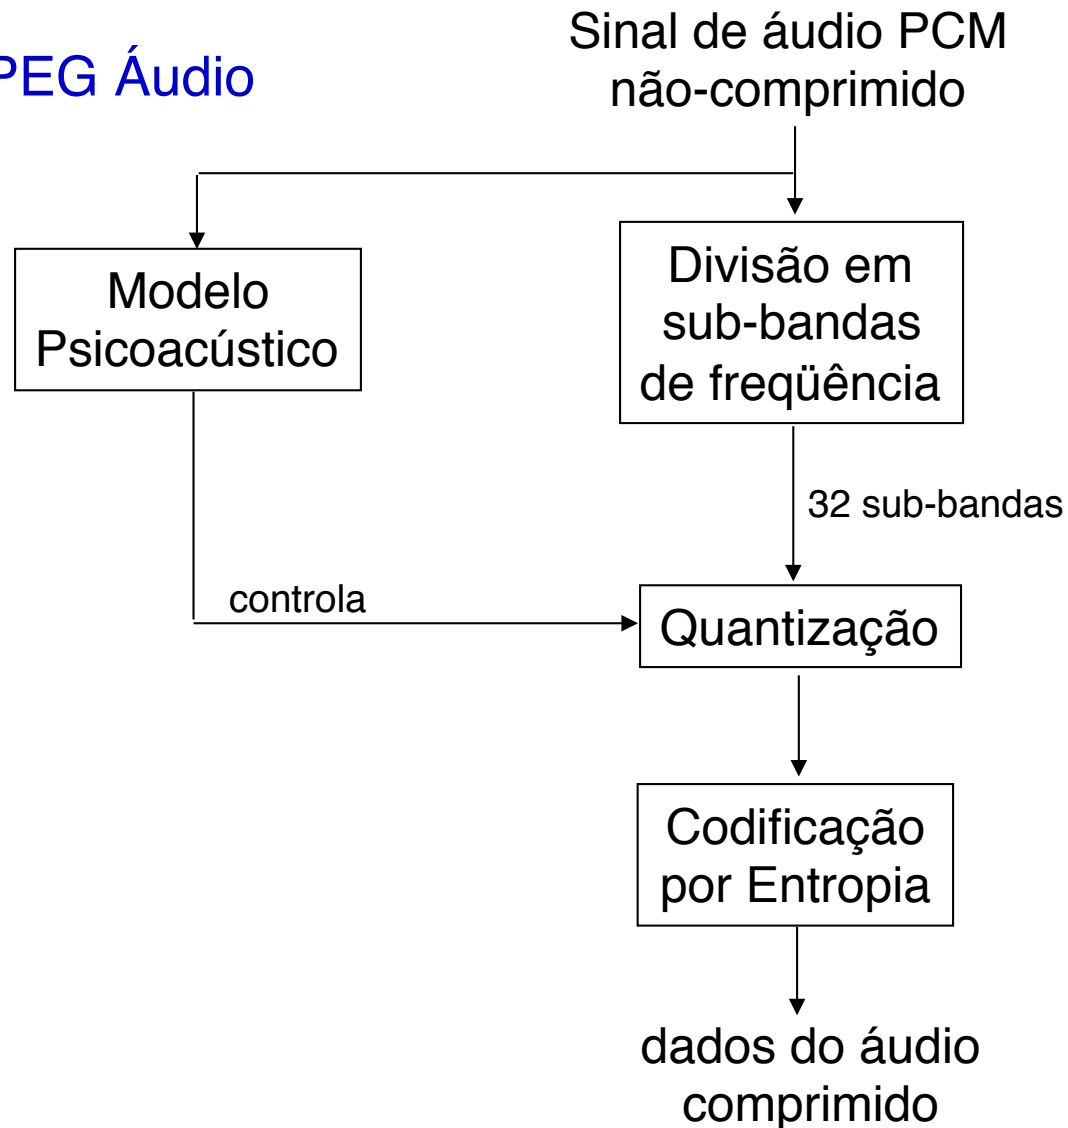 PEG Áudio
Sinal de áudio PCM
não-comprimido
Modelo
Psicoacústico
Divisão em
sub-bandas
de freqüência
32 sub-bandas
controla
Quantização
Codificação
por Entropia
dados do áudio
comprimido